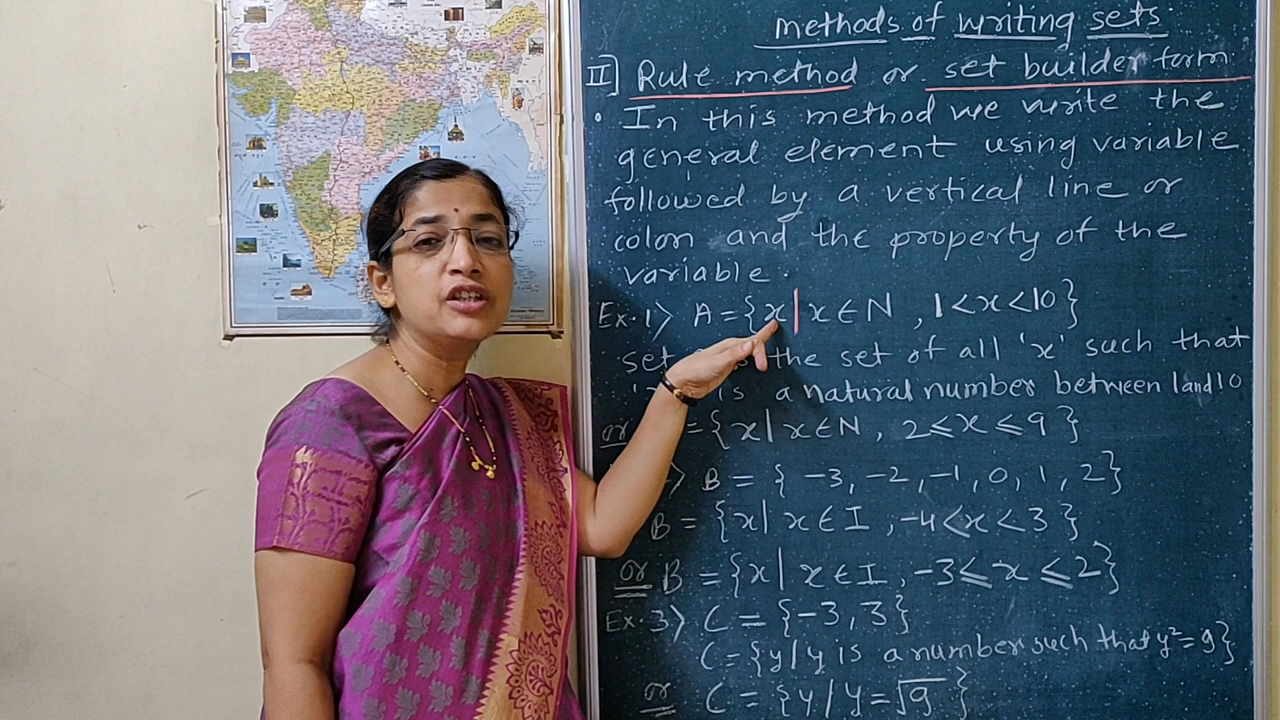 methods of writing sets
II] Rule method or set builder form
• In this method we write the
general element using variable
followed by a vertical line or
colon and the property of the
variable.
Ex.1> A = {x | x ∈ N , 1 < x < 10}
set the set of all 'x' such that
is a natural number between 1 and 10
or = {x | x ∈ N , 2 ⩽ x ⩽ 9}
> B = { -3, -2, -1, 0, 1, 2}
B = {x | x ∈ I , -4 < x < 3}
or B = {x | x ∈ I , -3 ⩽ x ⩽ 2}
Ex.3> C = {-3, 3}
C = {y / y is a number such that y² = 9}
or C = {y / y = √9 }